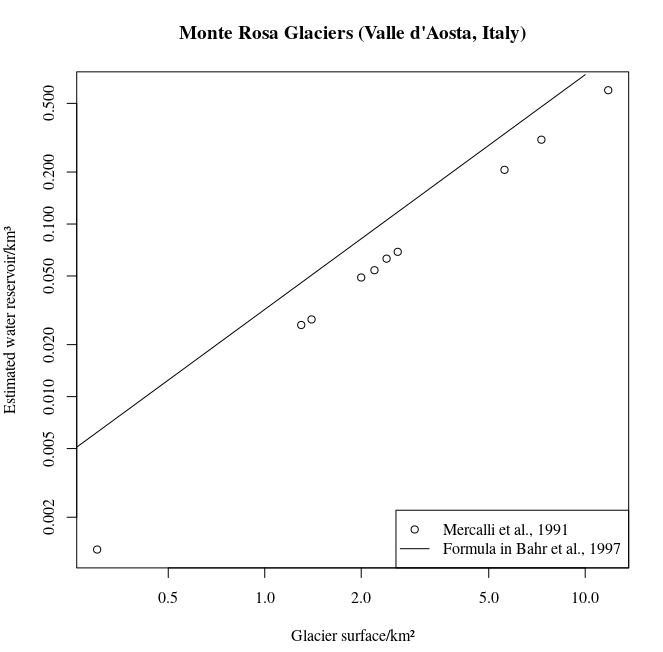 Monte Rosa Glaciers (Valle d'Aosta, Italy)
Estimated water reservoir/km³
0.500
0.200
0.100
0.050
0.020
0.010
0.005
0.002
Mercalli et al., 1991
Formula in Bahr et al., 1997
0.5 1.0 2.0 5.0 10.0
Glacier surface/km²